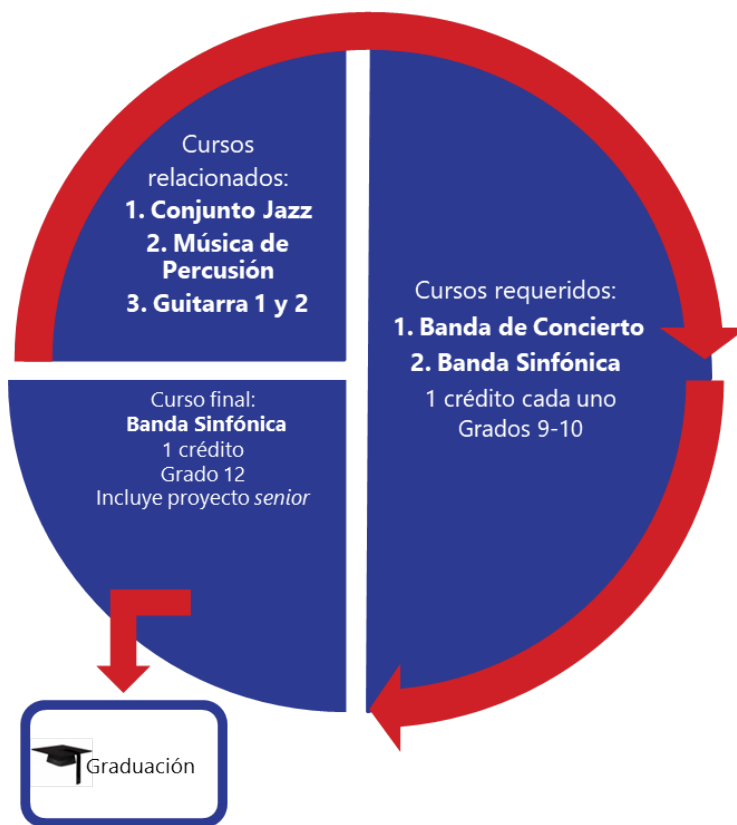 Cursos
relacionados:
1. Conjunto Jazz
2. Música de
Percusión
3. Guitarra 1 y 2
Cursos requeridos:
1. Banda de Concierto
2. Banda Sinfónica
1 crédito cada uno
Grados 9-10
Curso final:
Banda Sinfónica
1 crédito
Grado 12
Incluye proyecto senior
Graduación